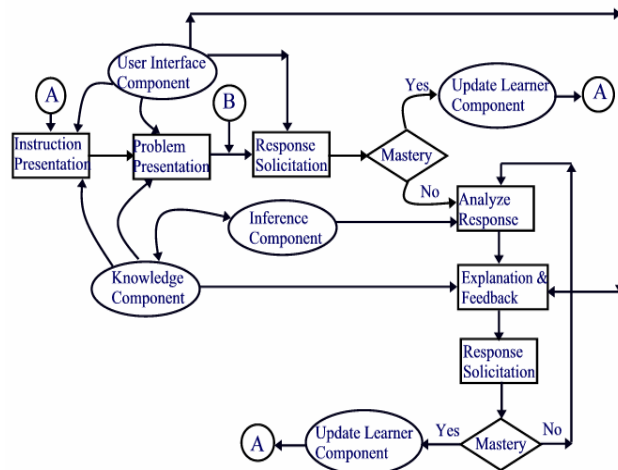 User Interface
Component
A
B
Yes
Update Learner
Component
A
Instruction
Presentation
Problem
Presentation
Response
Solicitation
Mastery
No
Analyze
Response
Inference
Component
Knowledge
Component
Explanation &
Feedback
Response
Solicitation
A
Update Learner
Component
Yes
Mastery
No